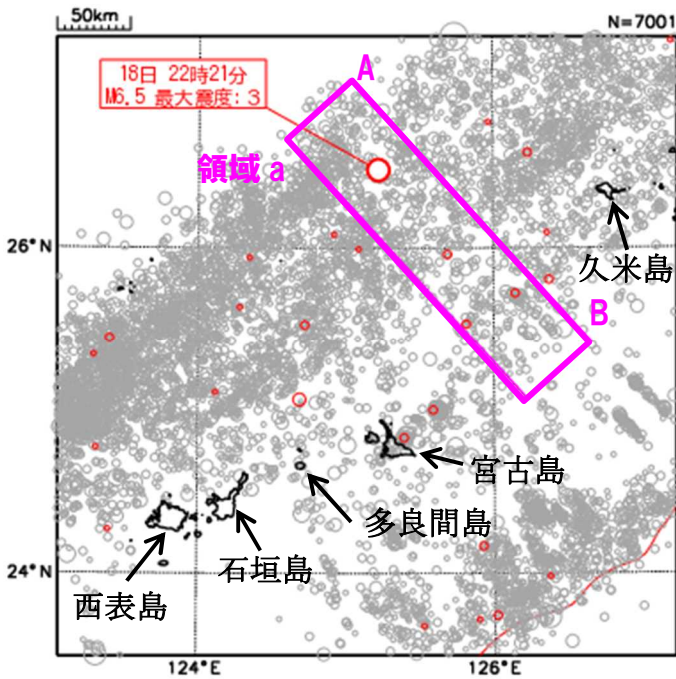 50km
N=7001
18日 22時21分
M6.5 最大震度:3
A
領域 a
久米島
26°N
B
宮古島
多良間島
石垣島
西表島
24°N
124°E
126°E